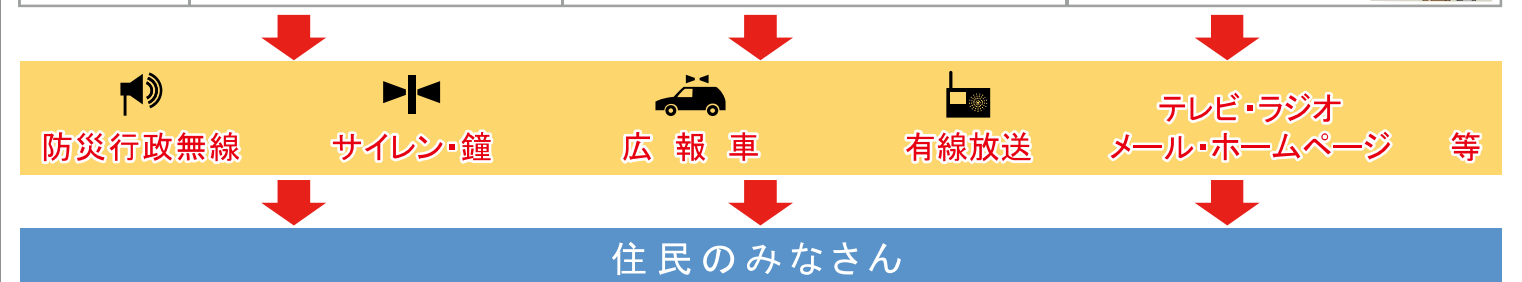 テレビ・ラジオ
防災行政無線 サイレン・鐘 広報車 有線放送 メール・ホームページ 等
住民のみなさん